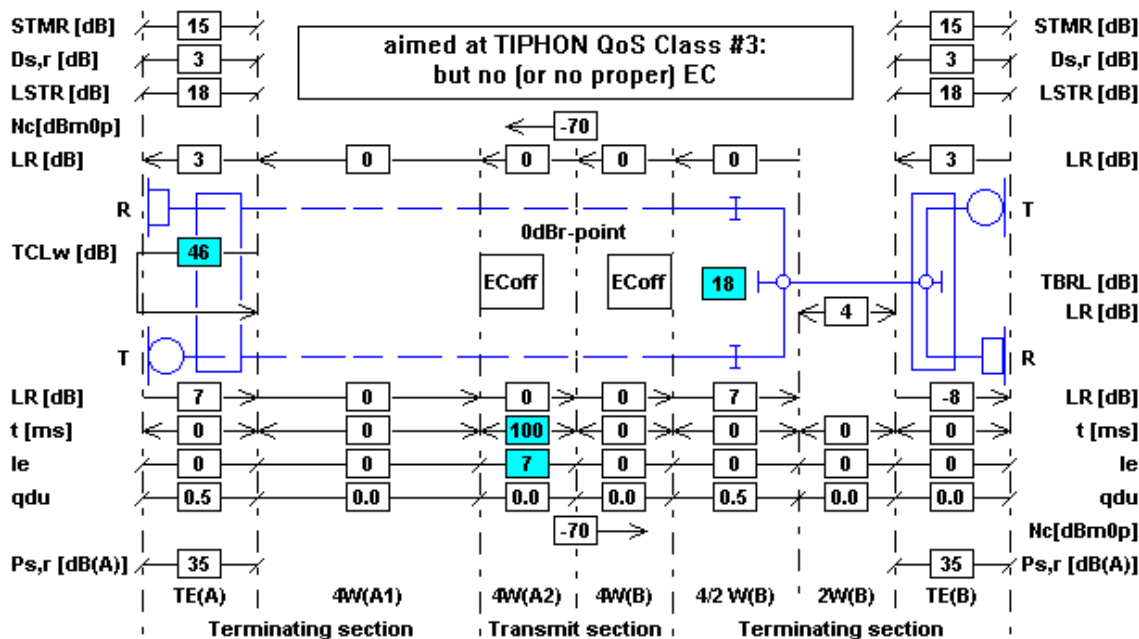 STMR [dB] 15 15 STMR [dB]
aimed at TIPHON QoS Class #3:
but no (or no proper) EC
Ds,r [dB] 3 3 Ds,r [dB]
LSTR [dB] 18 18 LSTR [dB]
Nc[dBm0p] -70
LR [dB] 3 0 0 0 0 3 LR [dB]
R T
0dBr-point
TCLw [dB] 46
ECoff ECoff 18 TBRL [dB]
4 LR [dB]
T R
LR [dB] 7 0 0 0 7 -8 LR [dB]
t [ms] 0 0 100 0 0 0 0 t [ms]
Ie 0 0 7 0 0 0 0 Ie
qdu 0.5 0.0 0.0 0.0 0.5 0.0 0.0 qdu
-70 Nc[dBm0p]
Ps,r [dB(A)] 35 35 Ps,r [dB(A)]
TE(A) 4W(A1) 4W(A2) 4W(B) 4/2 W(B) 2W(B) TE(B)
Terminating section Transmit section Terminating section